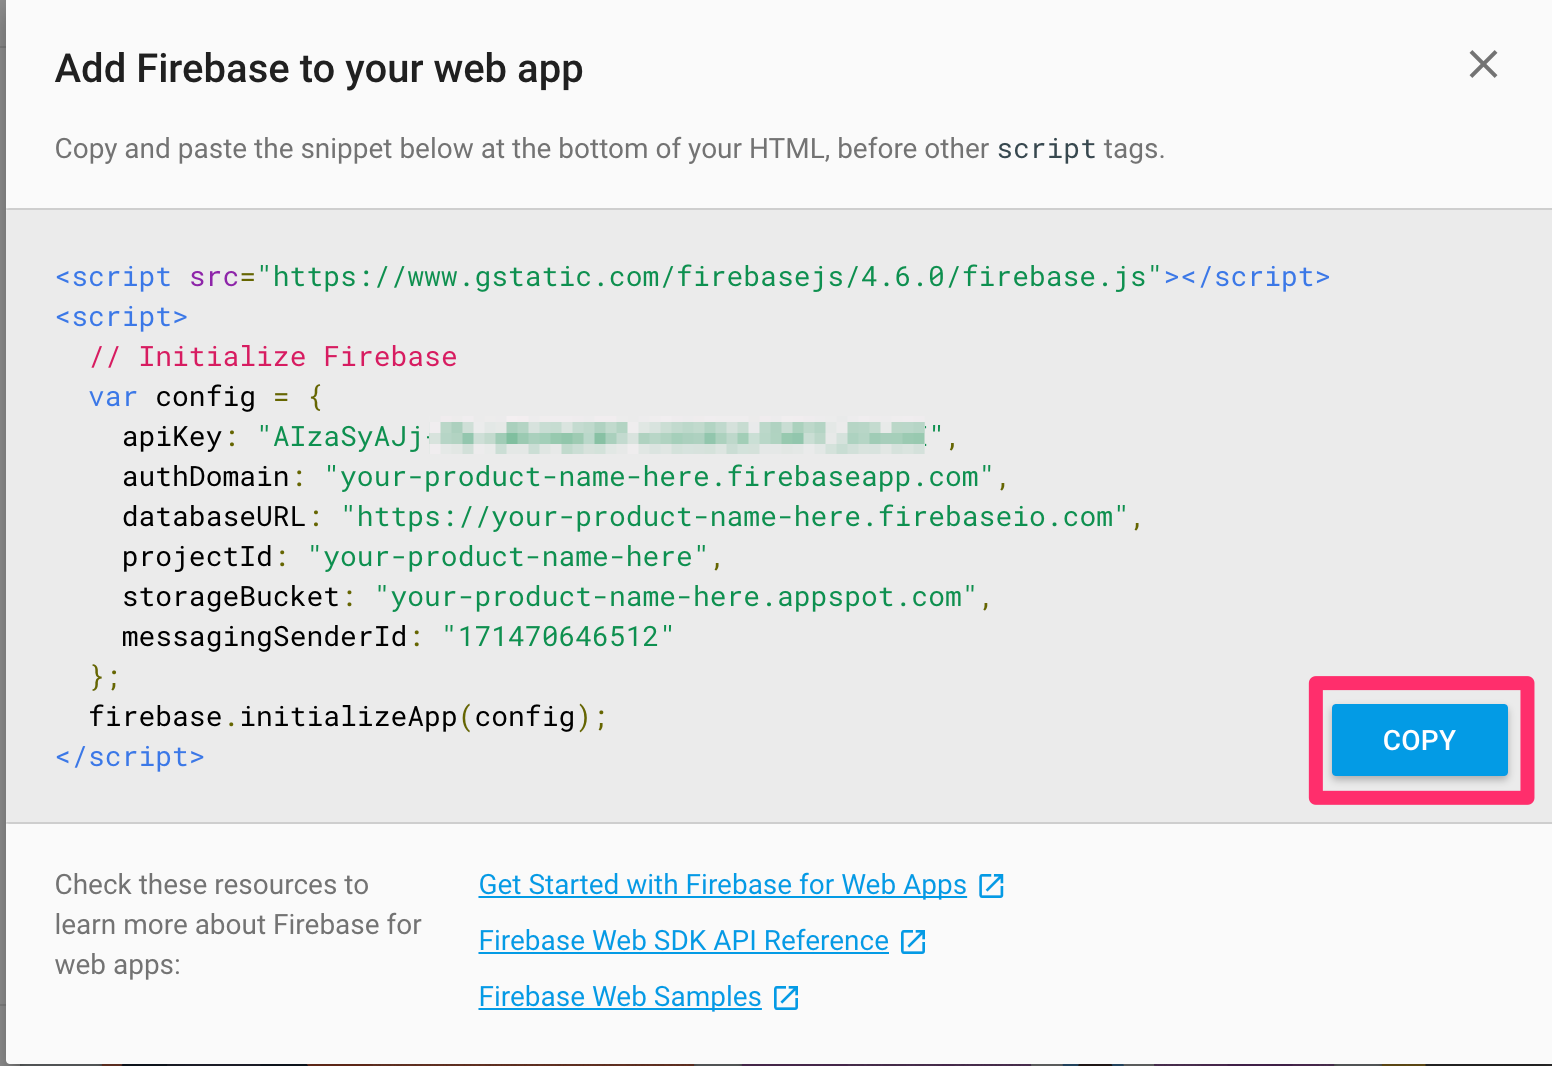 Add Firebase to your web app
Copy and paste the snippet below at the bottom of your HTML, before other script tags.
<script src="https://www.gstatic.com/firebasejs/4.6.0/firebase.js"></script>
<script>
  // Initialize Firebase
  var config = {
    apiKey: "AIzaSyAJj
    authDomain: "your-product-name-here.firebaseapp.com",
    databaseURL: "https://your-product-name-here.firebaseio.com",
    projectId: "your-product-name-here",
    storageBucket: "your-product-name-here.appspot.com",
    messagingSenderId: "171470646512"
  };
  firebase.initializeApp(config);
</script>
COPY
Check these resources to
learn more about Firebase for
web apps:
Get Started with Firebase for Web Apps
Firebase Web SDK API Reference
Firebase Web Samples